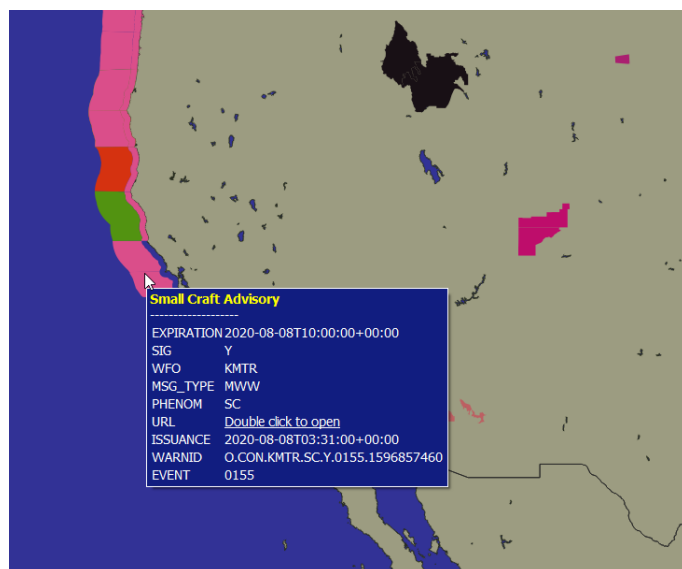 Small Craft Advisory
-------------------
EXPIRATION 2020-08-08T10:00:00+00:00
SIG Y
WFO KMTR
MSG_TYPE MWW
PHENOM SC
URL Double click to open
ISSUANCE 2020-08-08T03:31:00+00:00
WARNID O.CON.KMTR.SC.Y.0155.1596857460
EVENT 0155